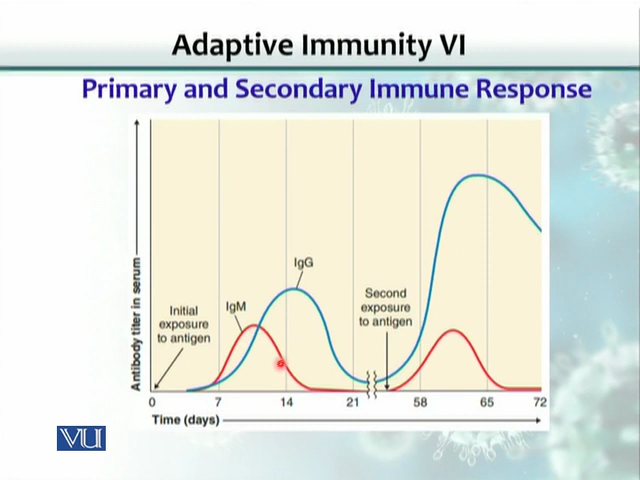 Adaptive Immunity VI
Primary and Secondary Immune Response
Antibody titer in serum
Initial
exposure
to antigen
IgM
IgG
Second
exposure
to antigen
0 7 14 21 58 65 72
Time (days)
VU